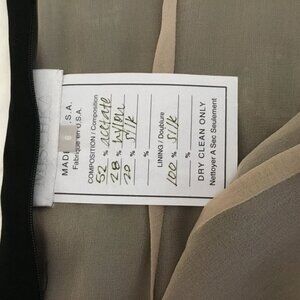 MADE U.S.A.
Fabriqué en U.S.A.
COMPOSITION / Composition
52 % acetate
28 % nylon
20 % silk
%
%
LINING / Doublure
100 % silk
%
DRY CLEAN ONLY
Nettoyer A Sec Seulement